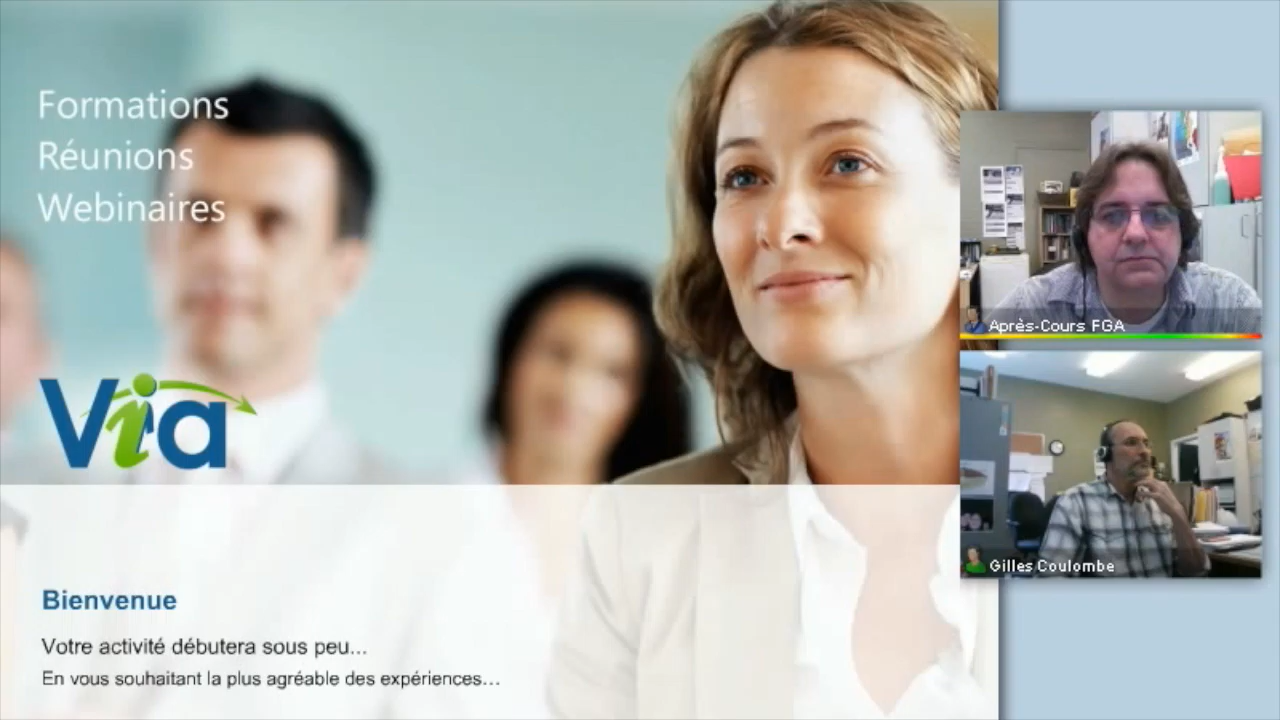 Formations
Réunions
Webinaires
Via
Bienvenue
Votre activité débutera sous peu...
En vous souhaitant la plus agréable des expériences...
Après-Cours FGA
Gilles Coulombe